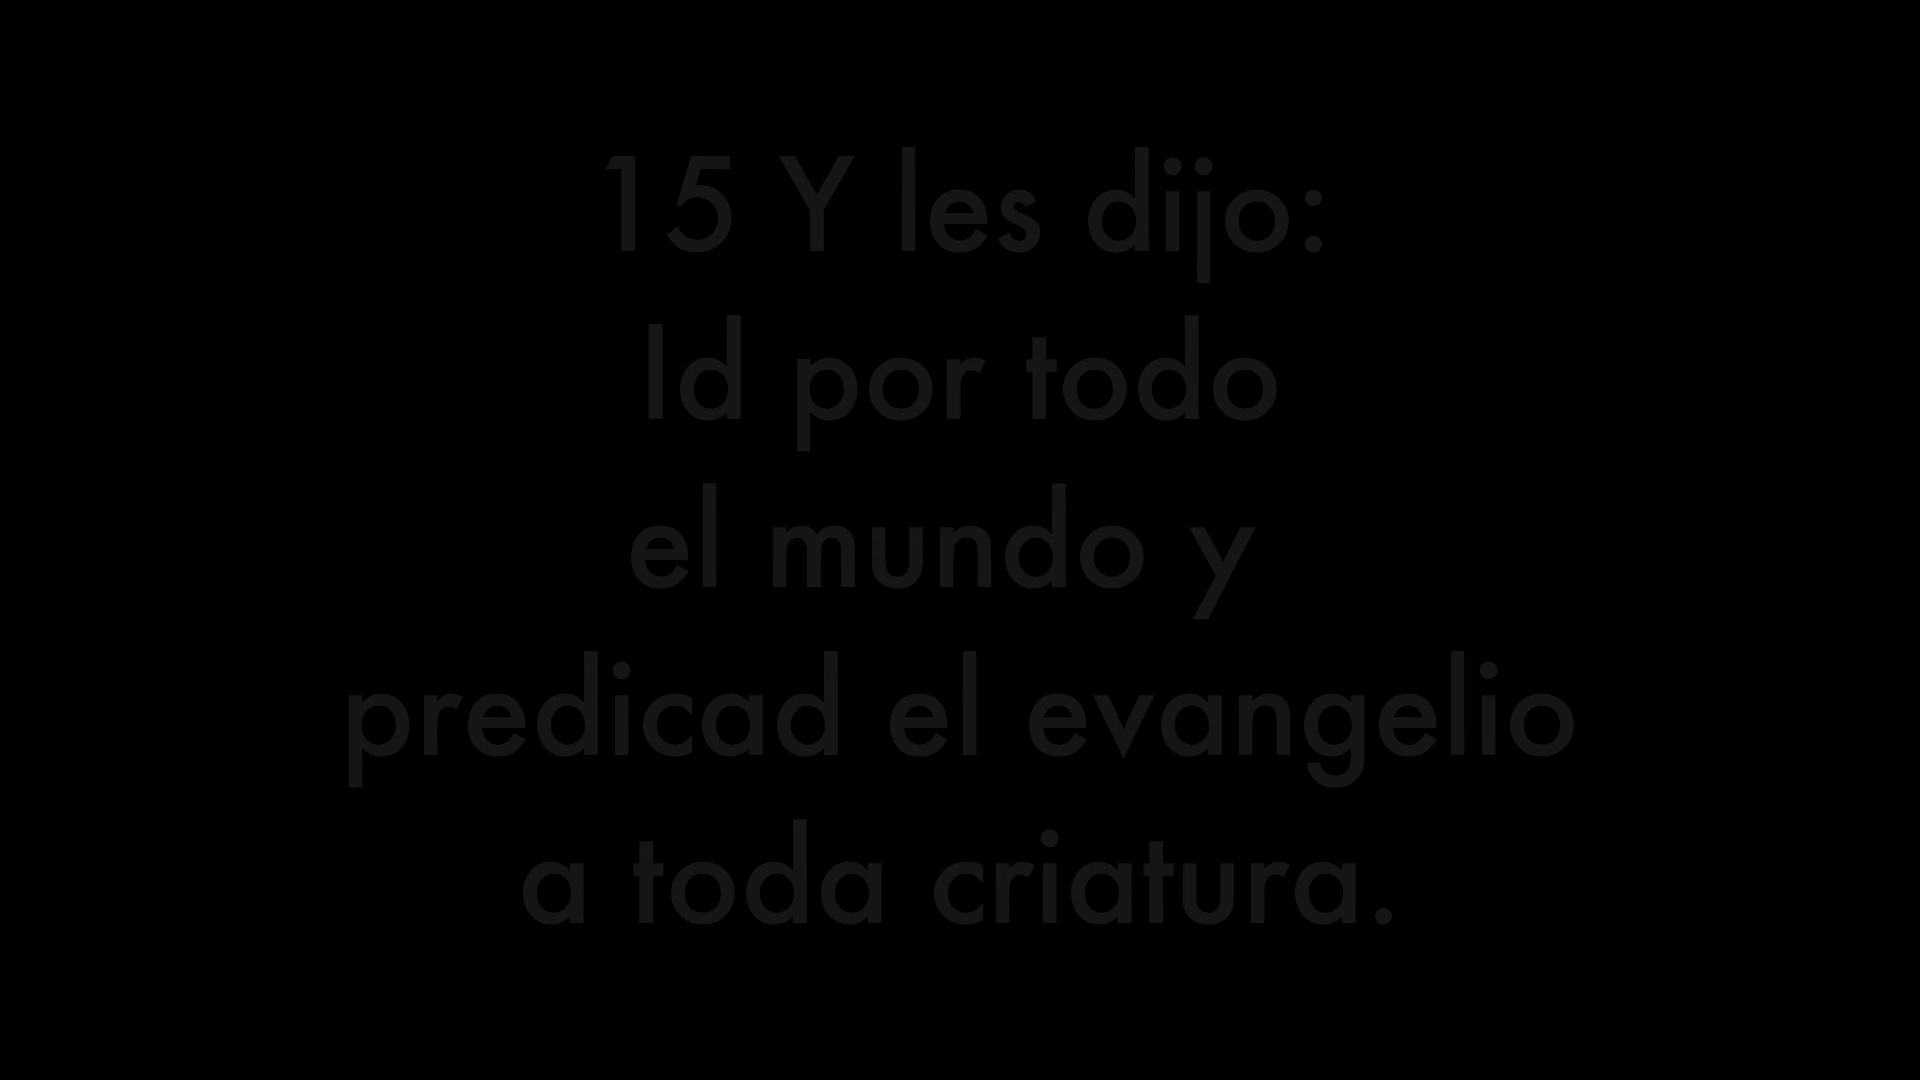 15 Y les dijo:
Id por todo
el mundo y
predicad el evangelio
a toda criatura.